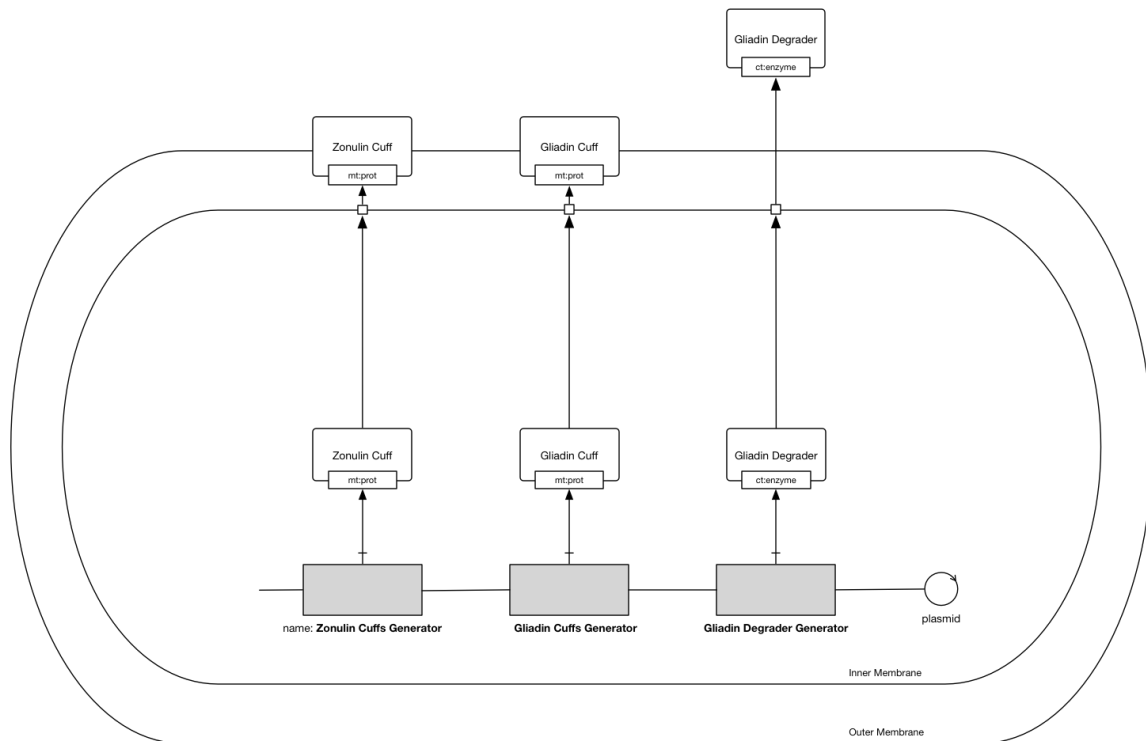 Gliadin Degrader
ct:enzyme
Zonulin Cuff
mt:prot
Gliadin Cuff
mt:prot
Zonulin Cuff
mt:prot
Gliadin Cuff
mt:prot
Gliadin Degrader
ct:enzyme
name: Zonulin Cuffs Generator
Gliadin Cuffs Generator
Gliadin Degrader Generator
plasmid
Inner Membrane
Outer Membrane